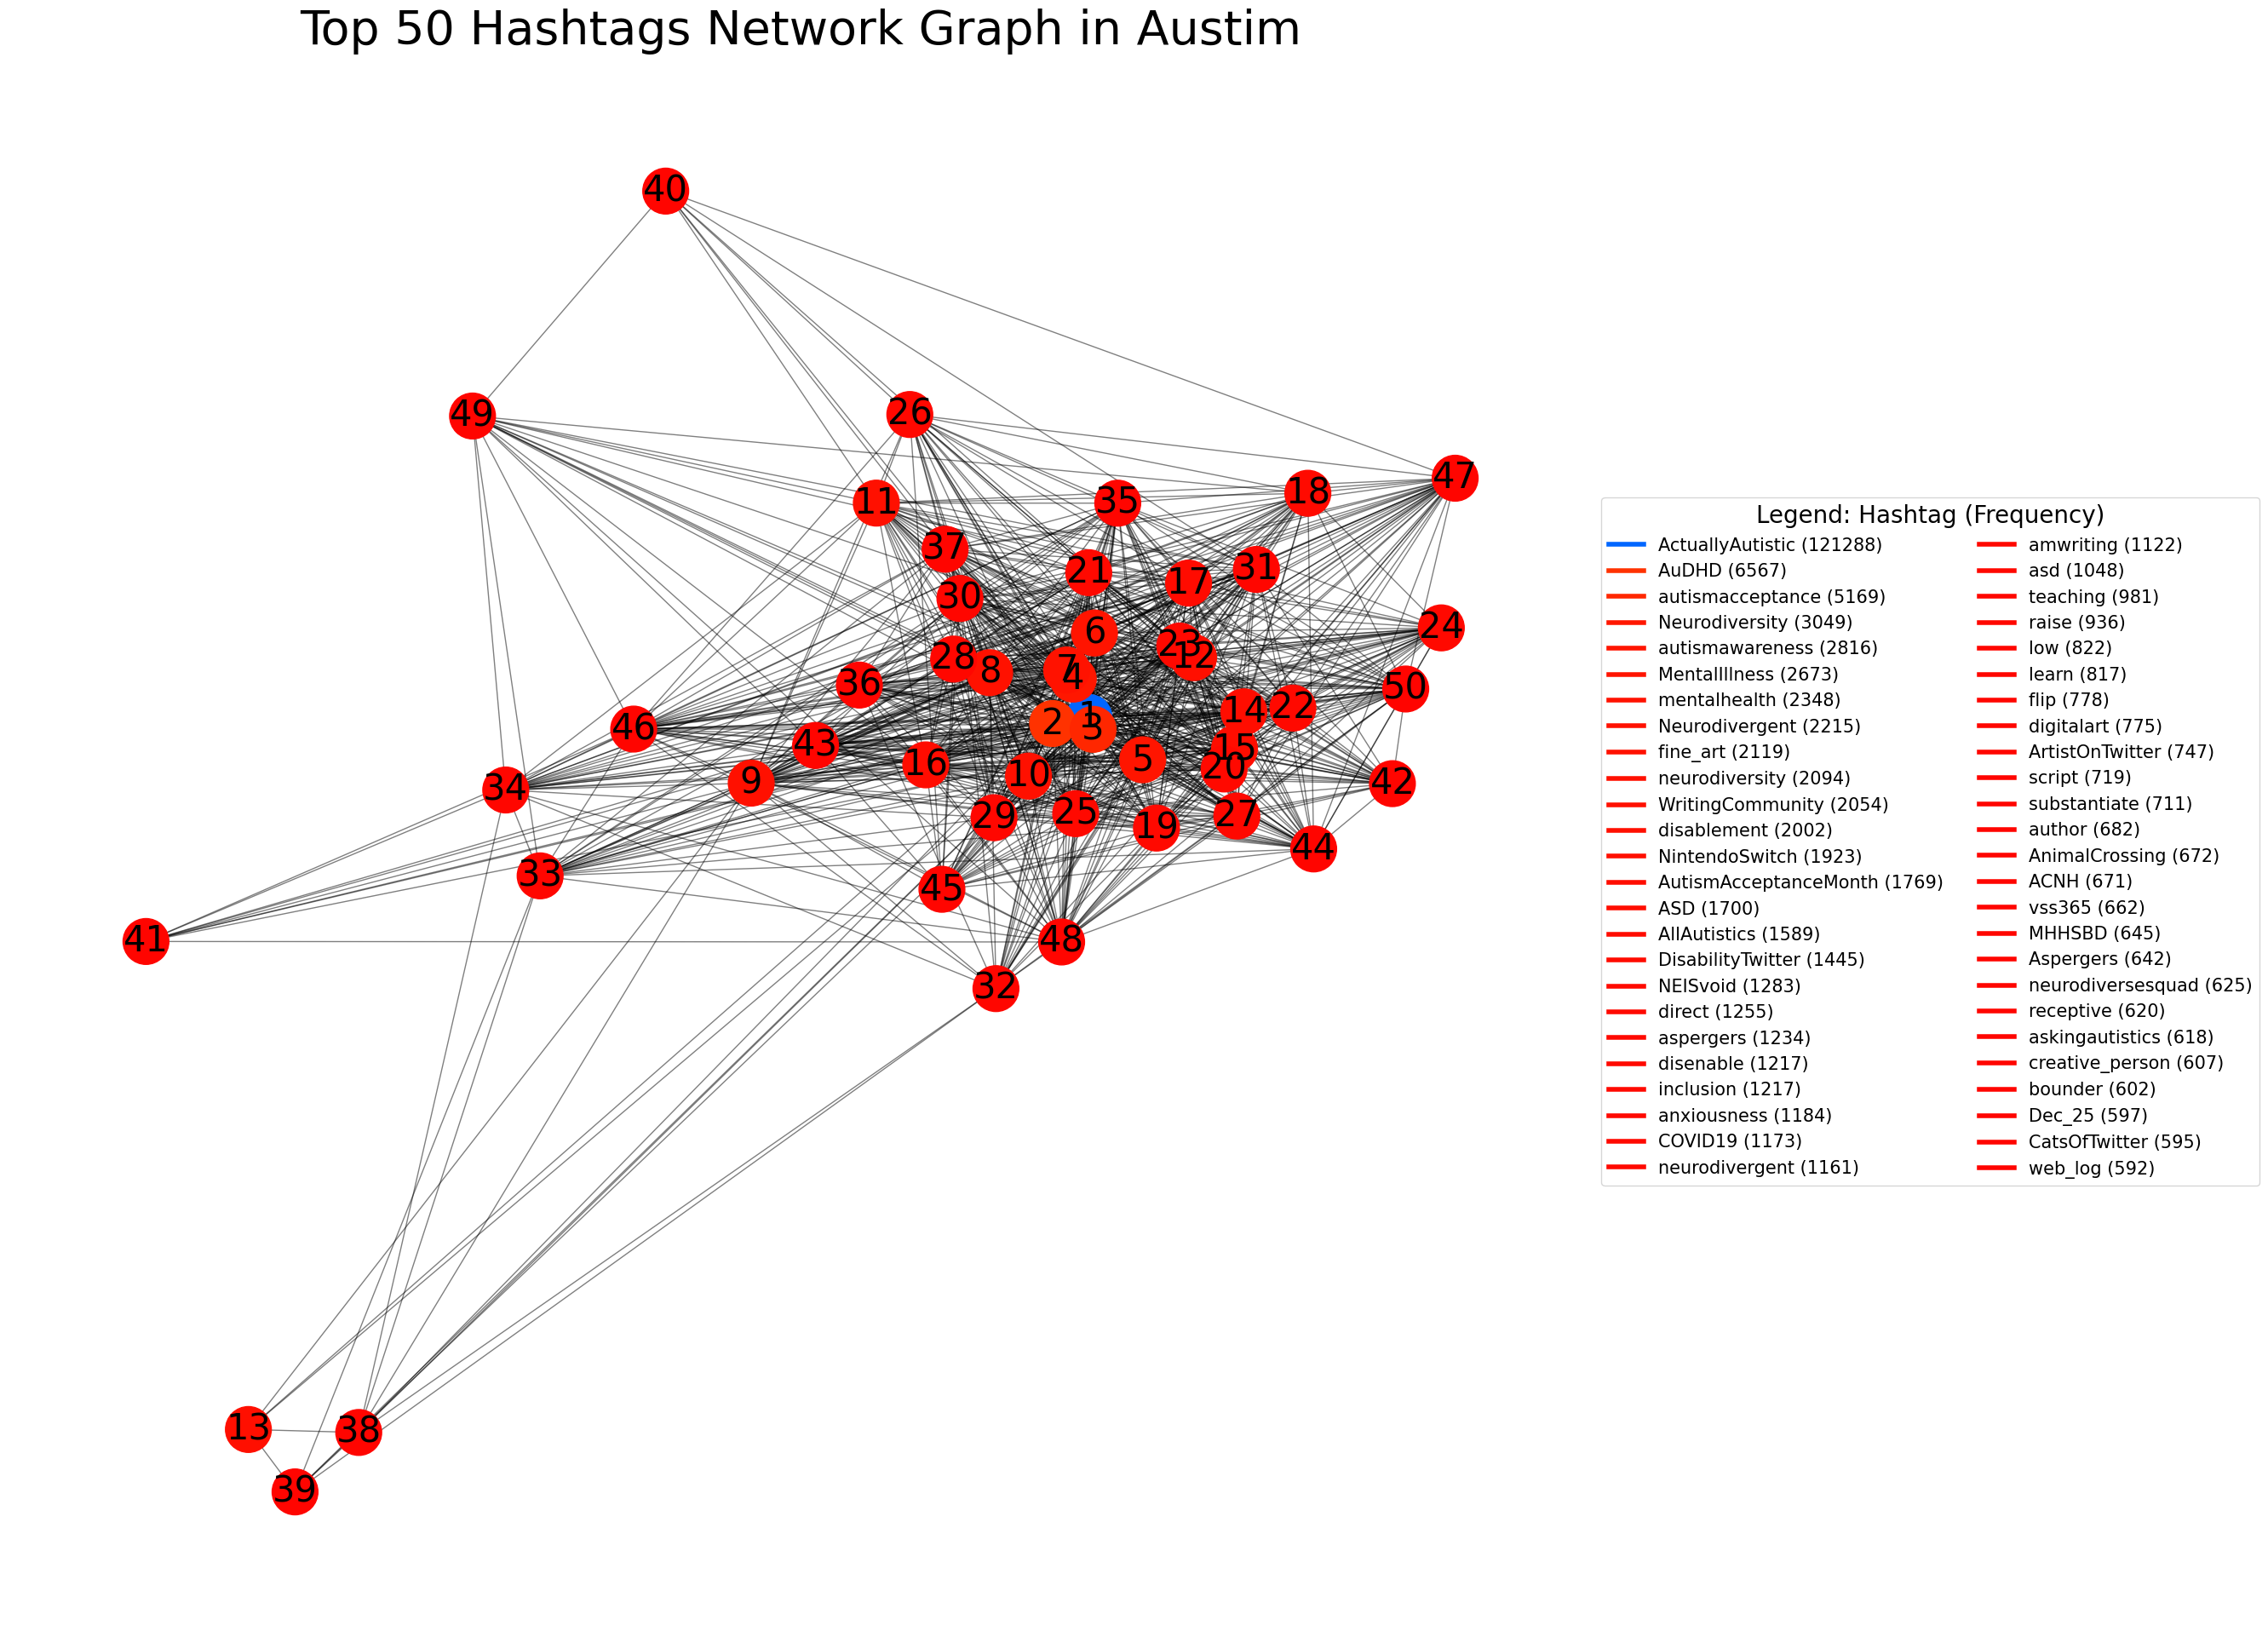 Top 50 Hashtags Network Graph in Austim
40
49
26
47
18
11
35
37
31
21
17
30
24
6
23
12
28
7
8
4
36
50
22
14
1
2
3
46
43
15
5
16
20
10
9
42
34
25
29
27
19
44
33
45
48
41
32
13
38
39
Legend: Hashtag (Frequency)
ActuallyAutistic (121288)
AuDHD (6567)
autismacceptance (5169)
Neurodiversity (3049)
autismawareness (2816)
MentalIlness (2673)
mentalhealth (2348)
Neurodivergent (2215)
fine_art (2119)
neurodiversity (2094)
WritingCommunity (2054)
disablement (2002)
NintendoSwitch (1923)
AutismAcceptanceMonth (1769)
ASD (1700)
AllAutistics (1589)
DisabilityTwitter (1445)
NEISvoid (1283)
direct (1255)
aspergers (1234)
disenable (1217)
inclusion (1217)
anxiousness (1184)
COVID19 (1173)
neurodivergent (1161)
amwriting (1122)
asd (1048)
teaching (981)
raise (936)
low (822)
learn (817)
flip (778)
digitalart (775)
ArtistOnTwitter (747)
script (719)
substantiate (711)
author (682)
AnimalCrossing (672)
ACNH (671)
vss365 (662)
MHHSBD (645)
Aspergers (642)
neurodiversesquad (625)
receptive (620)
askingautistics (618)
creative_person (607)
bounder (602)
Dec_25 (597)
CatsOfTwitter (595)
web_log (592)